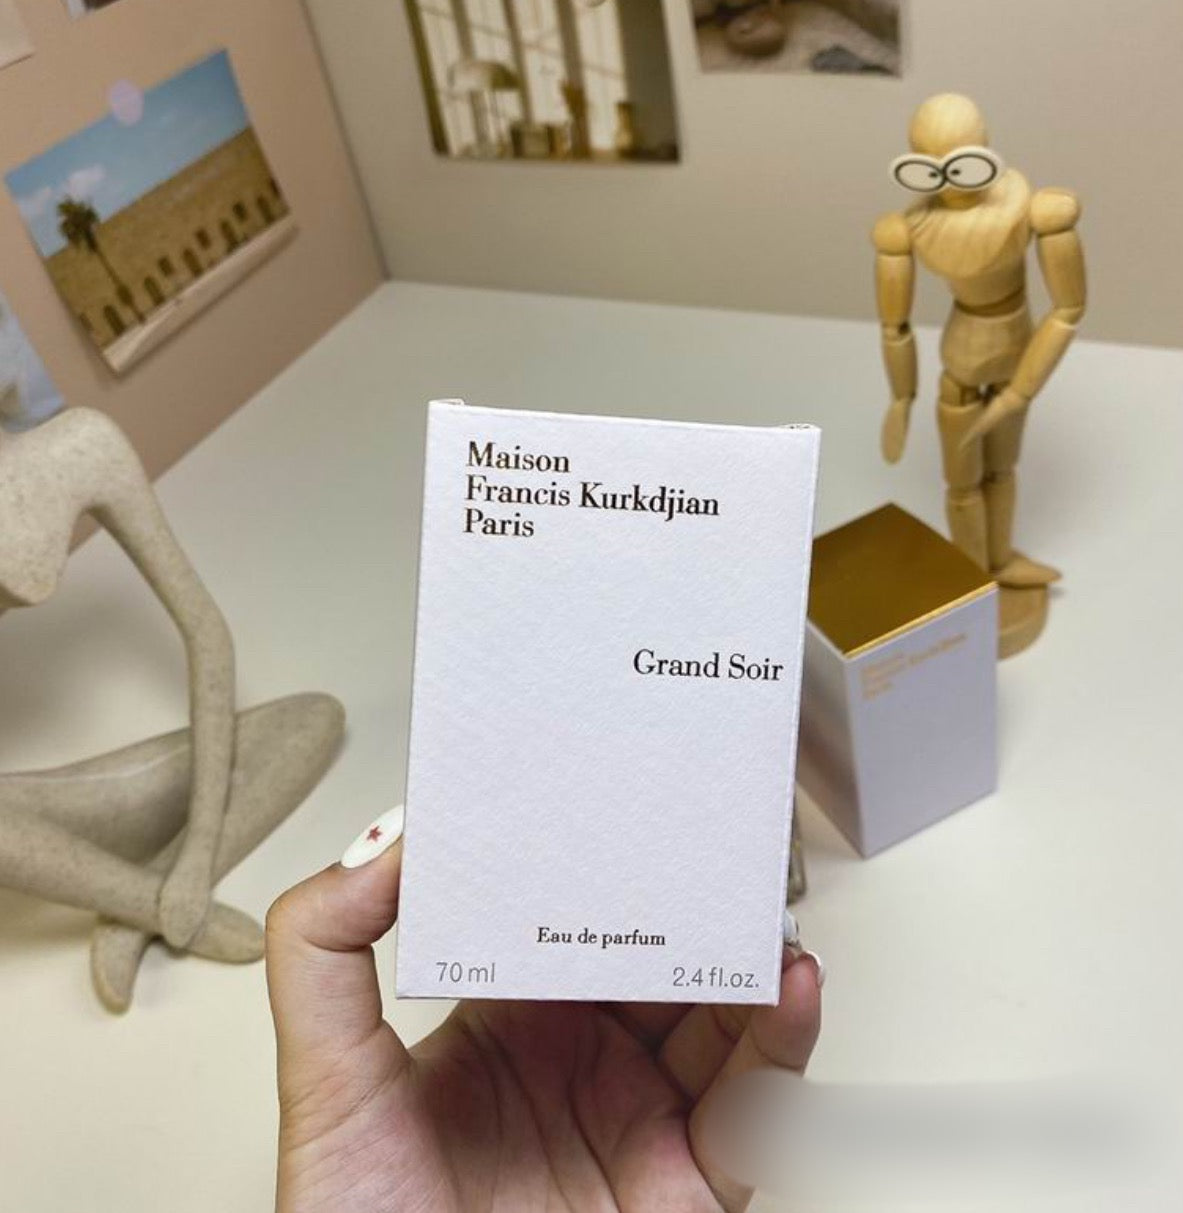 Maison
Francis Kurkdjian
Paris
Grand Soir
Eau de parfum
70 ml
2.4 fl.oz.